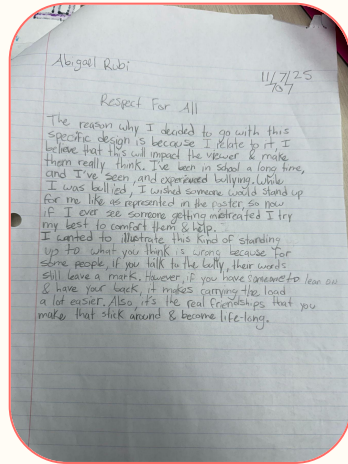 Abigail Rubi
11/7/25
Respect For All
The reason why I decided to go with this
specific design is because I relate to it, I
believe that this will impact the viewer & make
them really think. I've been in school a long time,
and I've seen, and experienced bullying. While
I was bullied, I wished someone would stand up
for me like as represented in the poster, so now
if I ever see someone getting mistreated I try
my best to comfort them & help.
I wanted to illustrate this kind of standing
up to what you think is wrong because for
some people, if you talk to the bully, their words
still leave a mark. However, if you have someone to lean on
& have your back, it makes carrying the load
a lot easier. Also, it's the real friendships that you
make that stick around & become life-long.